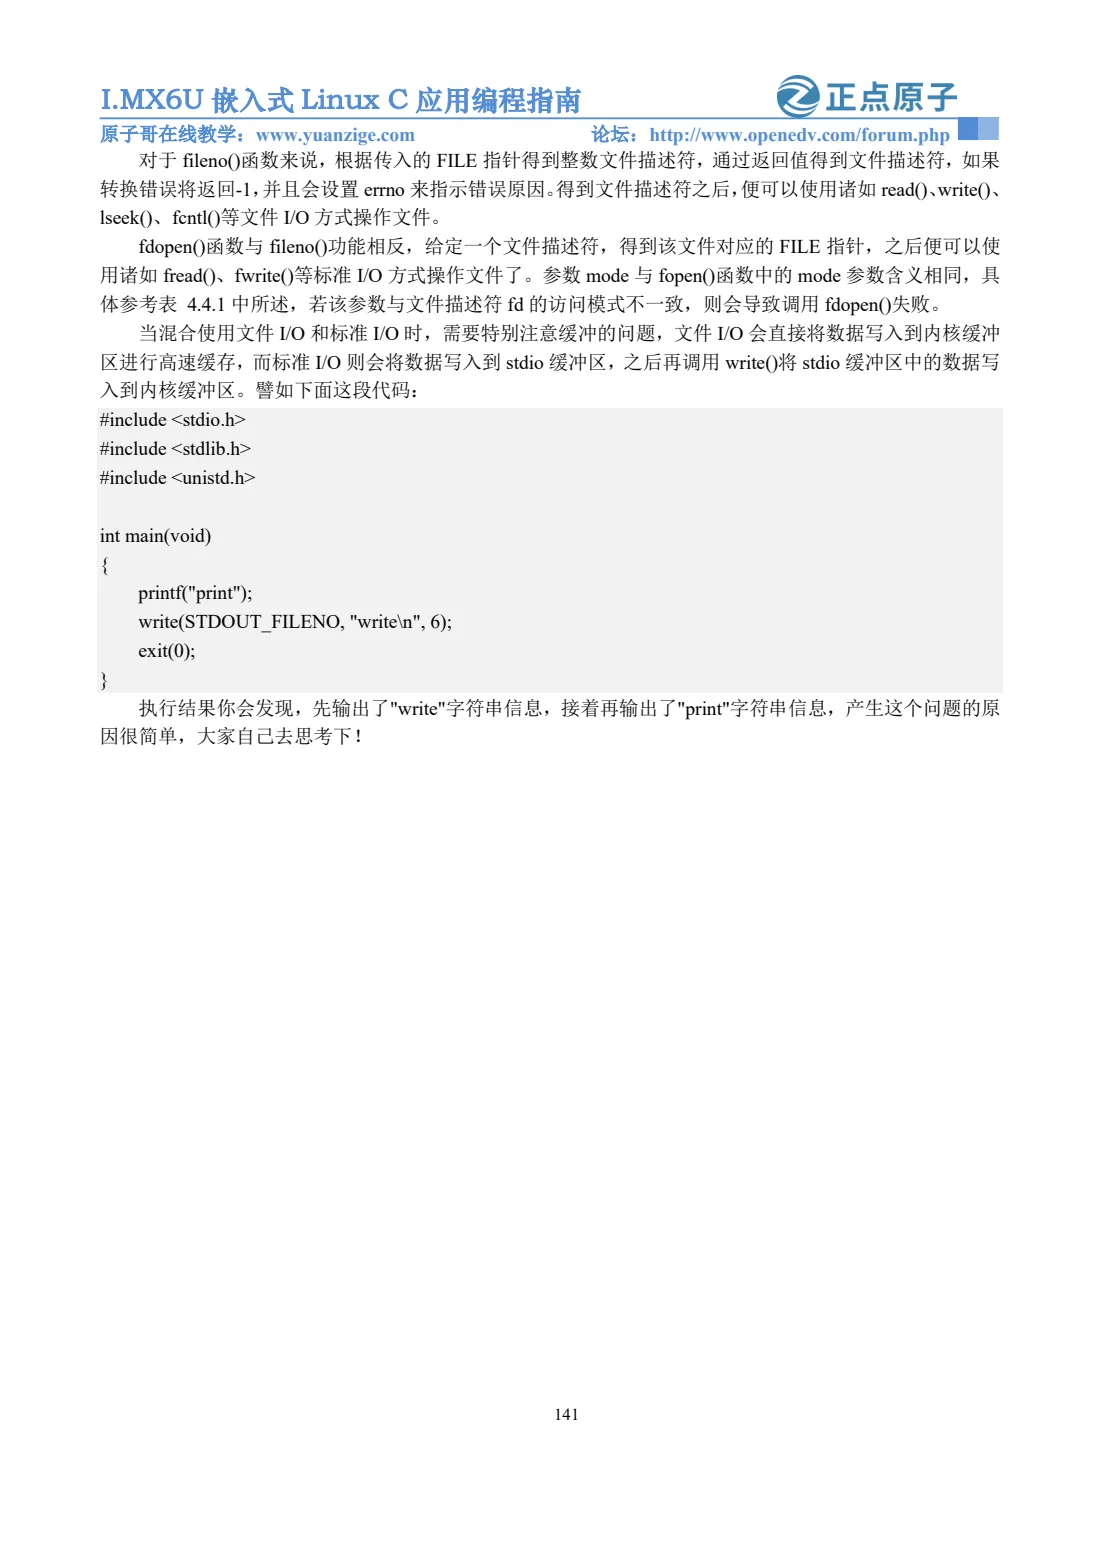 I.MX6U 嵌入式 Linux C 应用编程指南
正点原子
原子哥在线教学：www.yuanzige.com
论坛：http://www.openedv.com/forum.php
对于 fileno()函数来说，根据传入的 FILE 指针得到整数文件描述符，通过返回值得到文件描述符，如果
转换错误将返回-1，并且会设置 errno 来指示错误原因。得到文件描述符之后，便可以使用诸如 read()、write()、
lseek()、fcntl()等文件 I/O 方式操作文件。
fdopen()函数与 fileno()功能相反，给定一个文件描述符，得到该文件对应的 FILE 指针，之后便可以使
用诸如 fread()、fwrite()等标准 I/O 方式操作文件了。参数 mode 与 fopen()函数中的 mode 参数含义相同，具
体参考表 4.4.1 中所述，若该参数与文件描述符 fd 的访问模式不一致，则会导致调用 fdopen()失败。
当混合使用文件 I/O 和标准 I/O 时，需要特别注意缓冲的问题，文件 I/O 会直接将数据写入到内核缓冲
区进行高速缓存，而标准 I/O 则会将数据写入到 stdio 缓冲区，之后再调用 write()将 stdio 缓冲区中的数据写
入到内核缓冲区。譬如下面这段代码：
#include <stdio.h>
#include <stdlib.h>
#include <unistd.h>
int main(void)
{
printf("print");
write(STDOUT_FILENO, "write\n", 6);
exit(0);
}
执行结果你会发现，先输出了"write"字符串信息，接着再输出了"print"字符串信息，产生这个问题的原
因很简单，大家自己去思考下！
141